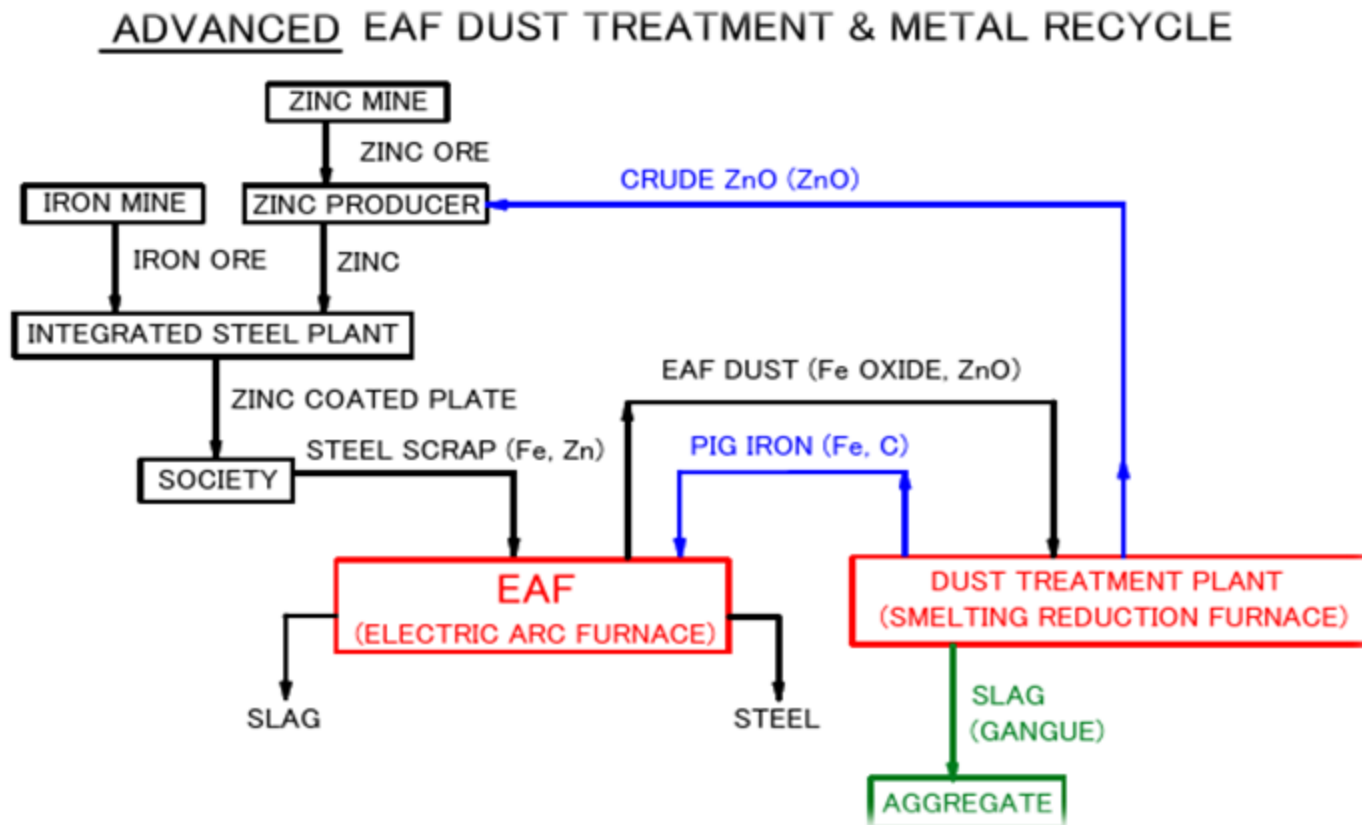 ADVANCED EAF DUST TREATMENT & METAL RECYCLE
ZINC MINE
ZINC ORE
CRUDE ZnO (ZnO)
IRON MINE
ZINC PRODUCER
IRON ORE
ZINC
INTEGRATED STEEL PLANT
EAF DUST (Fe OXIDE, ZnO)
ZINC COATED PLATE
STEEL SCRAP (Fe, Zn)
PIG IRON (Fe, C)
SOCIETY
EAF
(ELECTRIC ARC FURNACE)
DUST TREATMENT PLANT
(SMELTING REDUCTION FURNACE)
SLAG
STEEL
SLAG
(GANGUE)
AGGREGATE